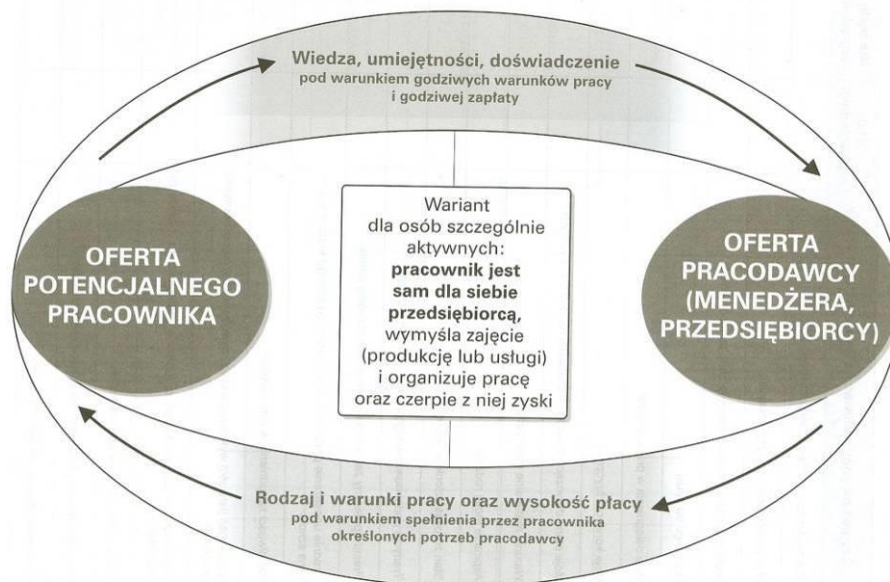 Wiedza, umiejętności, doświadczenie
pod warunkiem godziwych warunków pracy
i godziwej zapłaty
OFERTA
POTENCJALNEGO
PRACOWNIKA
Wariant
dla osób szczególnie
aktywnych:
pracownik jest
sam dla siebie
przedsiębiorcą,
wymyśla zajęcie
(produkcję lub usługi)
i organizuje pracę
oraz czerpie z niej zyski
OFERTA
PRACODAWCY
(MENEDŻERA,
PRZEDSIĘBIORCY)
Rodzaj i warunki pracy oraz wysokość płacy
pod warunkiem spełnienia przez pracownika
określonych potrzeb pracodawcy